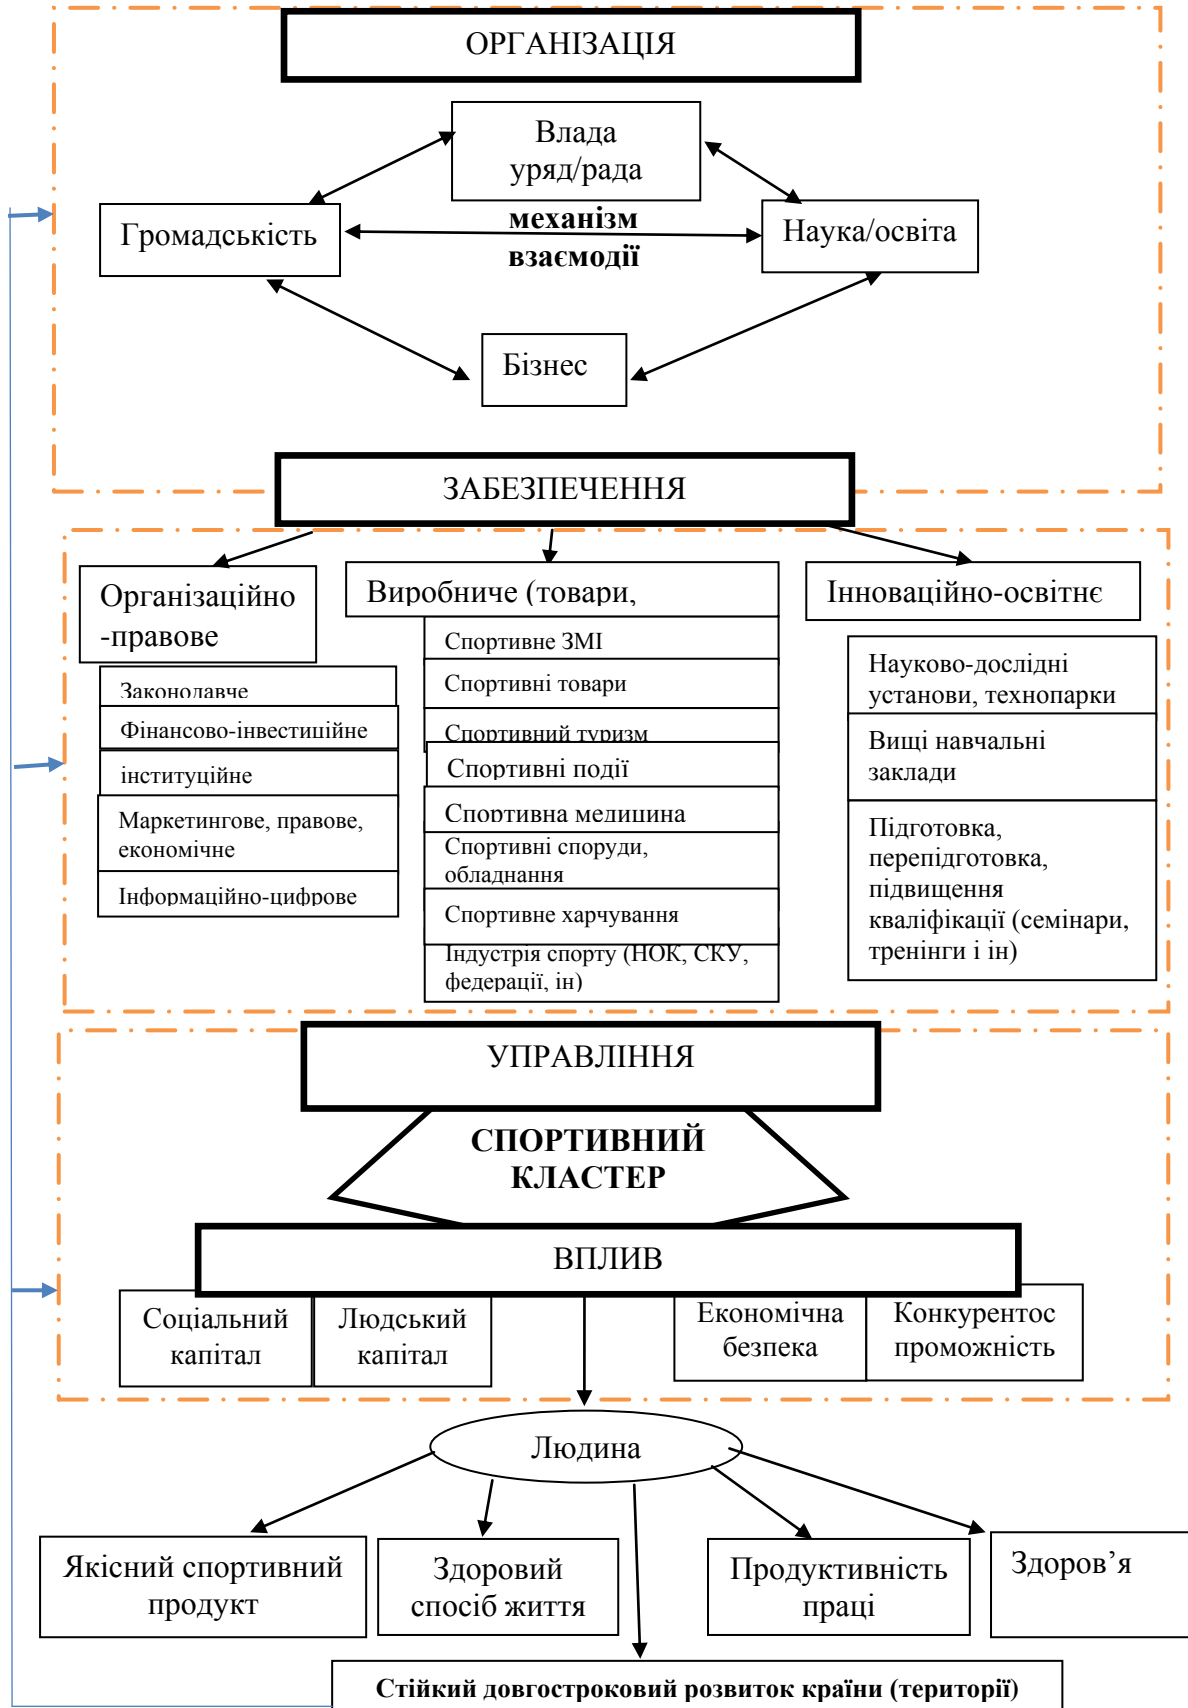 ОРГАНІЗАЦІЯ
Влада
уряд/рада
Громадськість
механізм
взаємодії
Наука/освіта
Бізнес
ЗАБЕЗПЕЧЕННЯ
Організаційно
-правове
Законодавче
Фінансово-інвестиційне
інституційне
Маркетингове, правове,
економічне
Інформаційно-цифрове
Виробниче (товари,
Спортивне ЗМІ
Спортивні товари
Спортивний туризм
Спортивні події
Спортивна медицина
Спортивні споруди,
обладнання
Спортивне харчування
Індустрія спорту (НОК, СКУ,
федерації, ін)
Інноваційно-освітнє
Науково-дослідні
установи, технопарки
Вищі навчальні
заклади
Підготовка,
перепідготовка,
підвищення
кваліфікації (семінари,
тренінги і ін)
УПРАВЛІННЯ
СПОРТИВНИЙ
КЛАСТЕР
ВПЛИВ
Соціальний
капітал
Людський
капітал
Економічна
безпека
Конкурентос
проможність
Людина
Якісний спортивний
продукт
Здоровий
спосіб життя
Продуктивність
праці
Здоров’я
Стійкий довгостроковий розвиток країни (території)